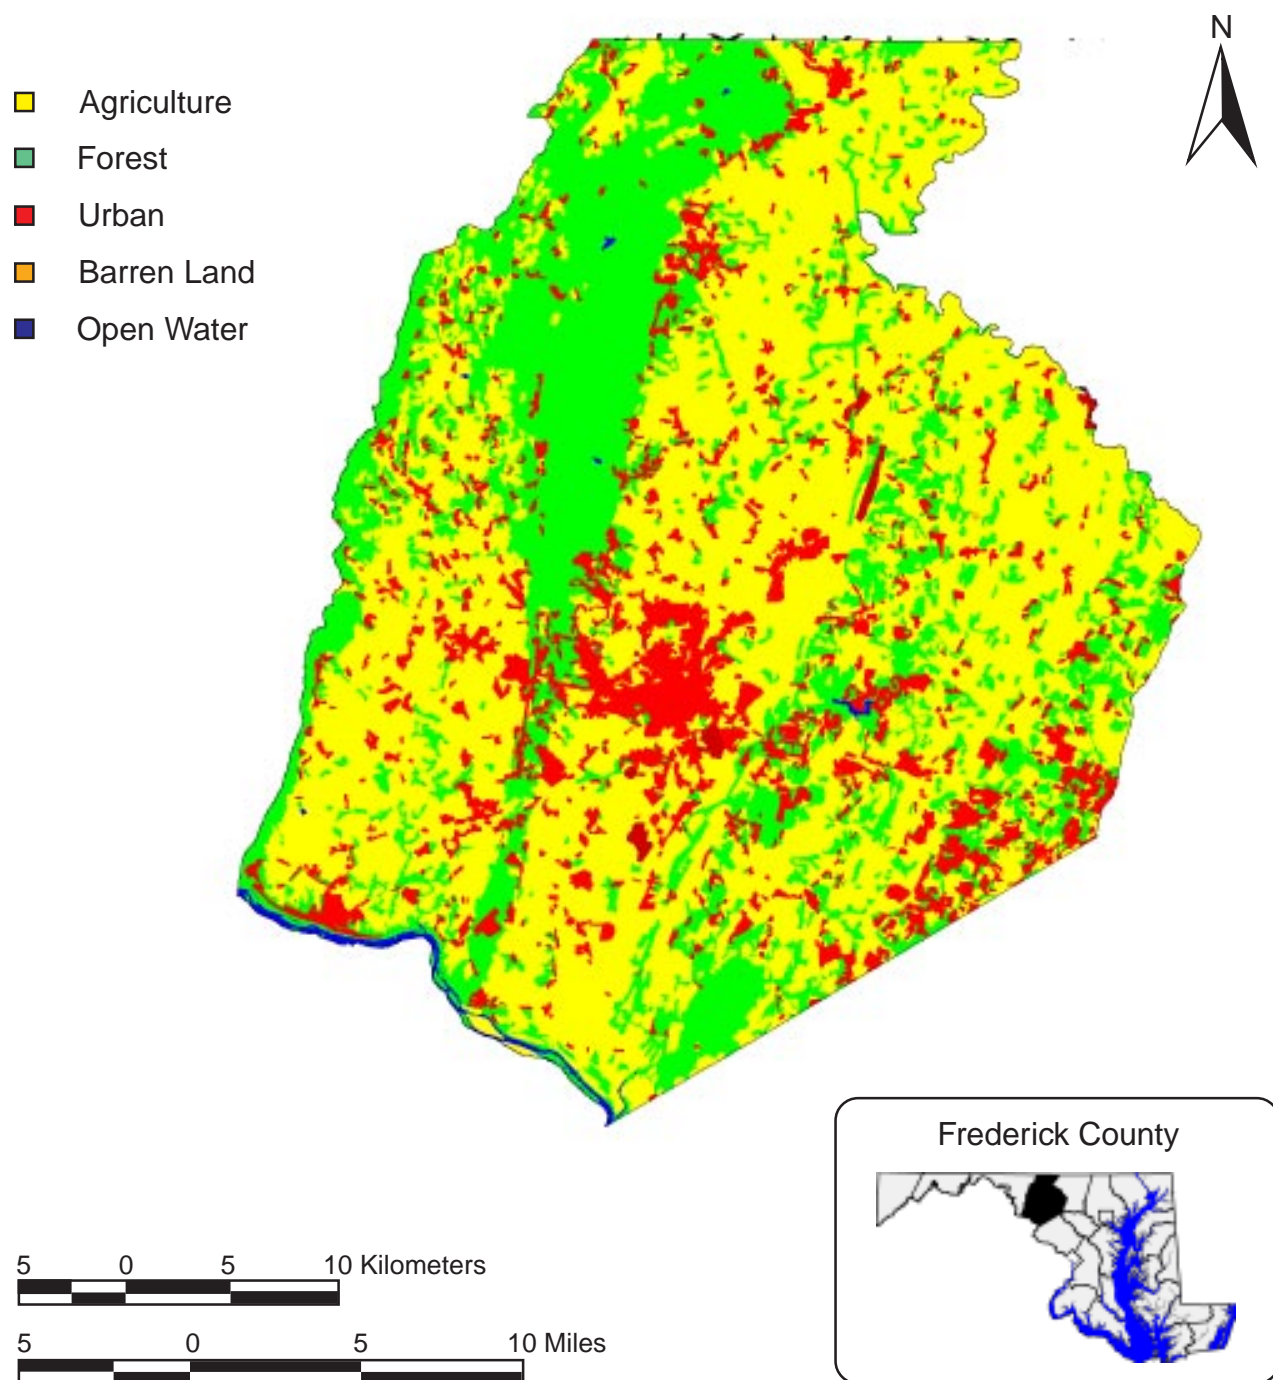 N
Agriculture
Forest
Urban
Barren Land
Open Water
Frederick County
5 0 5 10 Kilometers
5 0 5 10 Miles